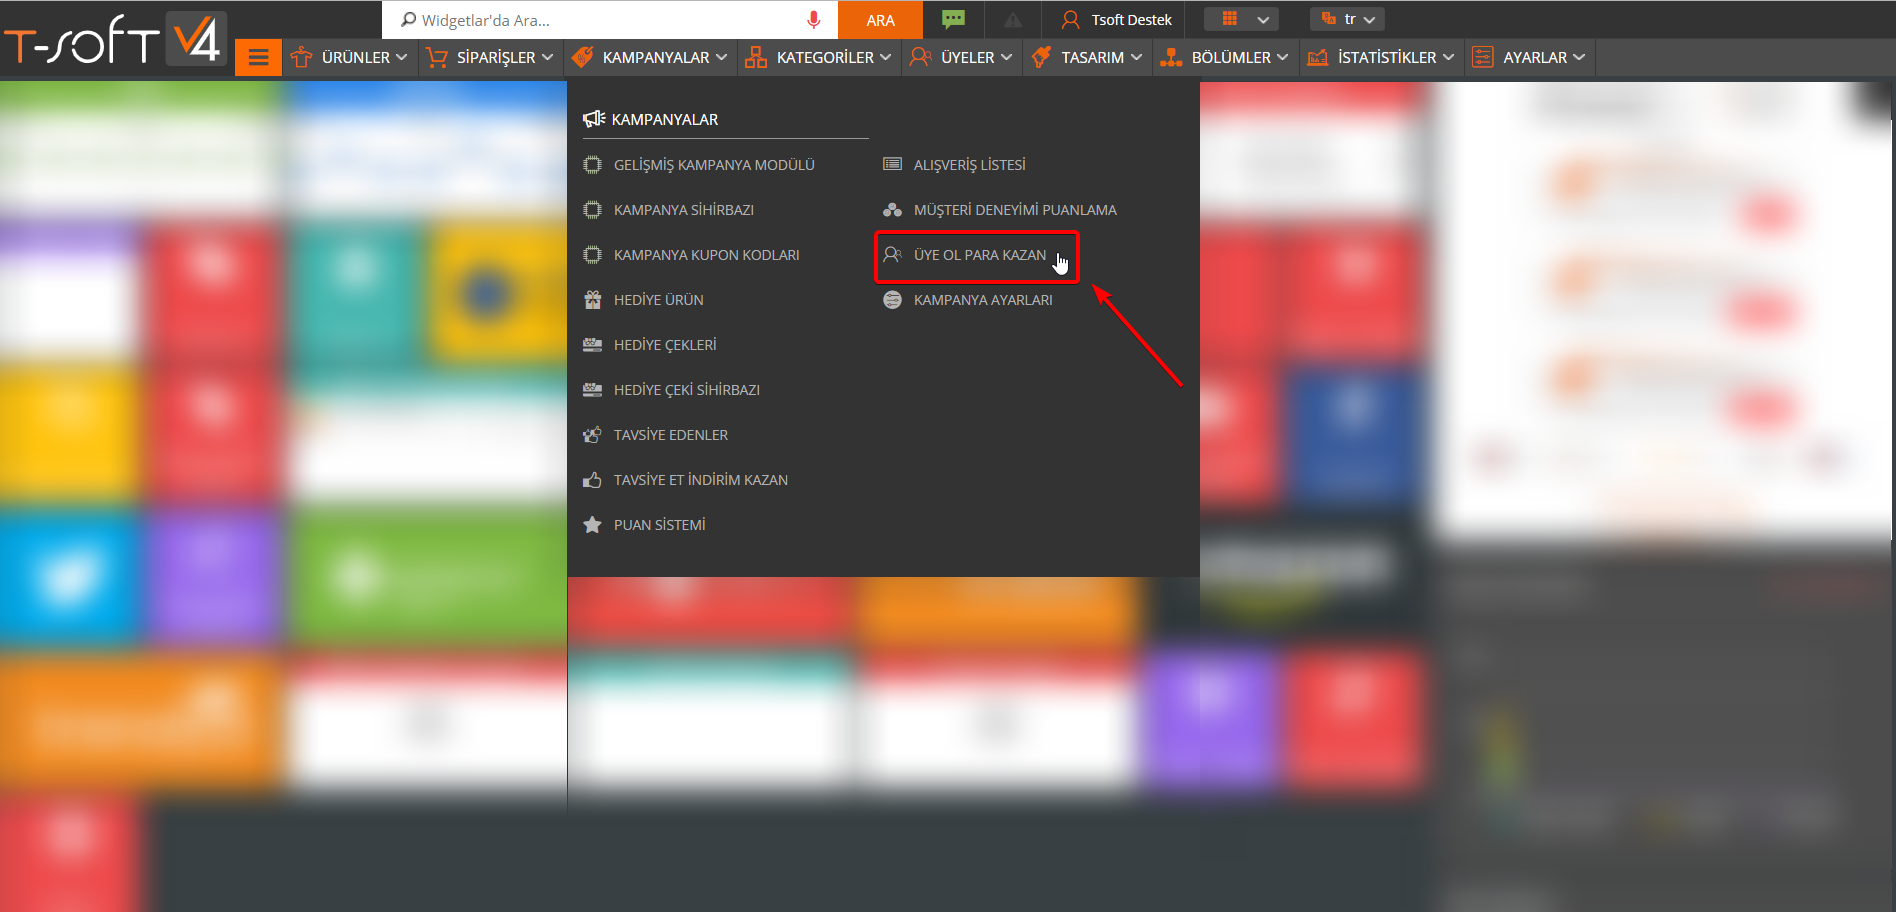 T-SOFT V4
Widgetlar'da Ara...
ARA
Tsoft Destek
tr
ÜRÜNLER
SİPARİŞLER
KAMPANYALAR
KATEGORİLER
ÜYELER
TASARIM
BÖLÜMLER
İSTATİSTİKLER
AYARLAR
KAMPANYALAR
GELİŞMİŞ KAMPANYA MODÜLÜ
KAMPANYA SİHİRBAZI
KAMPANYA KUPON KODLARI
HEDİYE ÜRÜN
HEDİYE ÇEKLERİ
HEDİYE ÇEKİ SİHİRBAZI
TAVSİYE EDENLER
TAVSİYE ET İNDİRİM KAZAN
PUAN SİSTEMİ
ALIŞVERİŞ LİSTESİ
MÜŞTERİ DENEYİMİ PUANLAMA
ÜYE OL PARA KAZAN
KAMPANYA AYARLARI